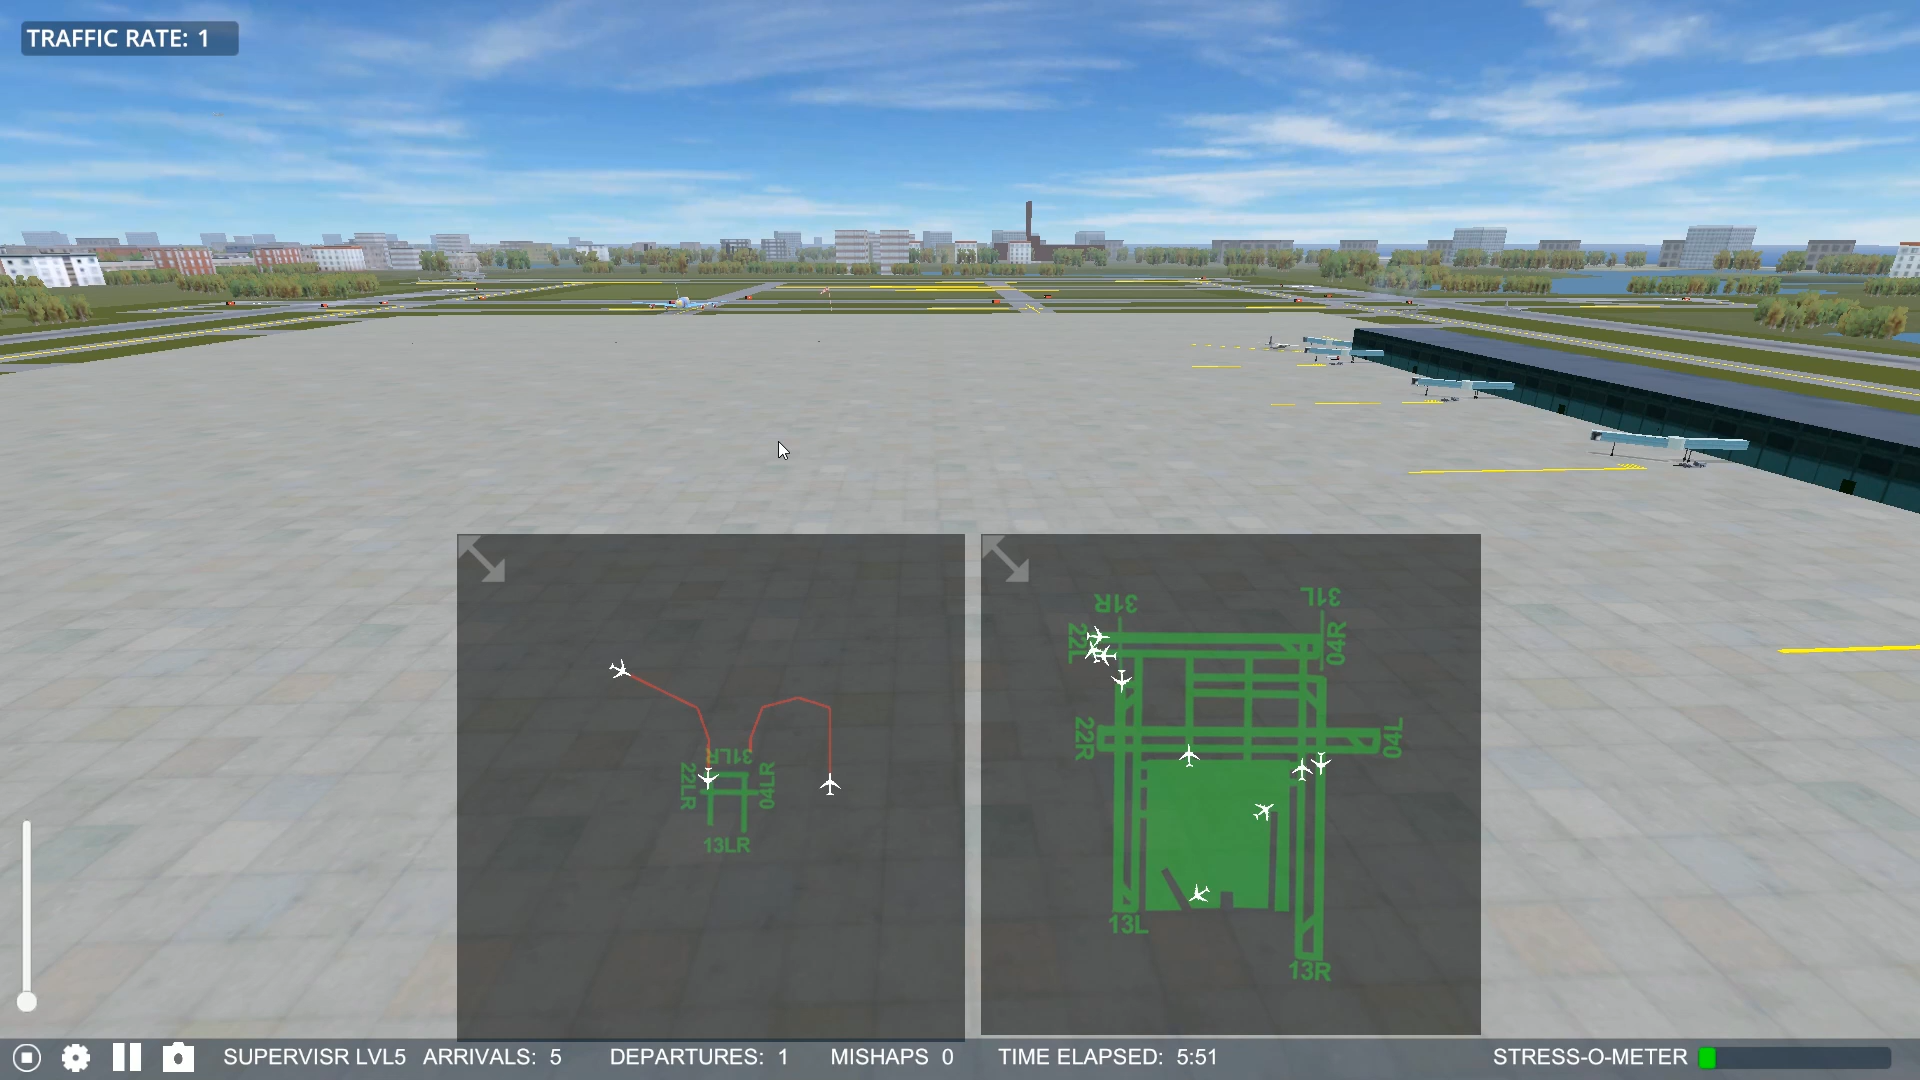 TRAFFIC RATE: 1
31LR
22LR
04LR
13LR
31R
31L
22L
04R
22R
04L
13L
13R
SUPERVISR LVL5 ARRIVALS: 5 DEPARTURES: 1 MISHAPS 0 TIME ELAPSED: 5:51 STRESS-O-METER